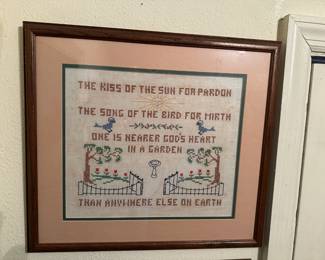 THE KISS OF THE SUN FOR PARDON
THE SONG OF THE BIRD FOR MIRTH
ONE IS NEARER GOD'S HEART
IN A GARDEN
THAN ANYWHERE ELSE ON EARTH